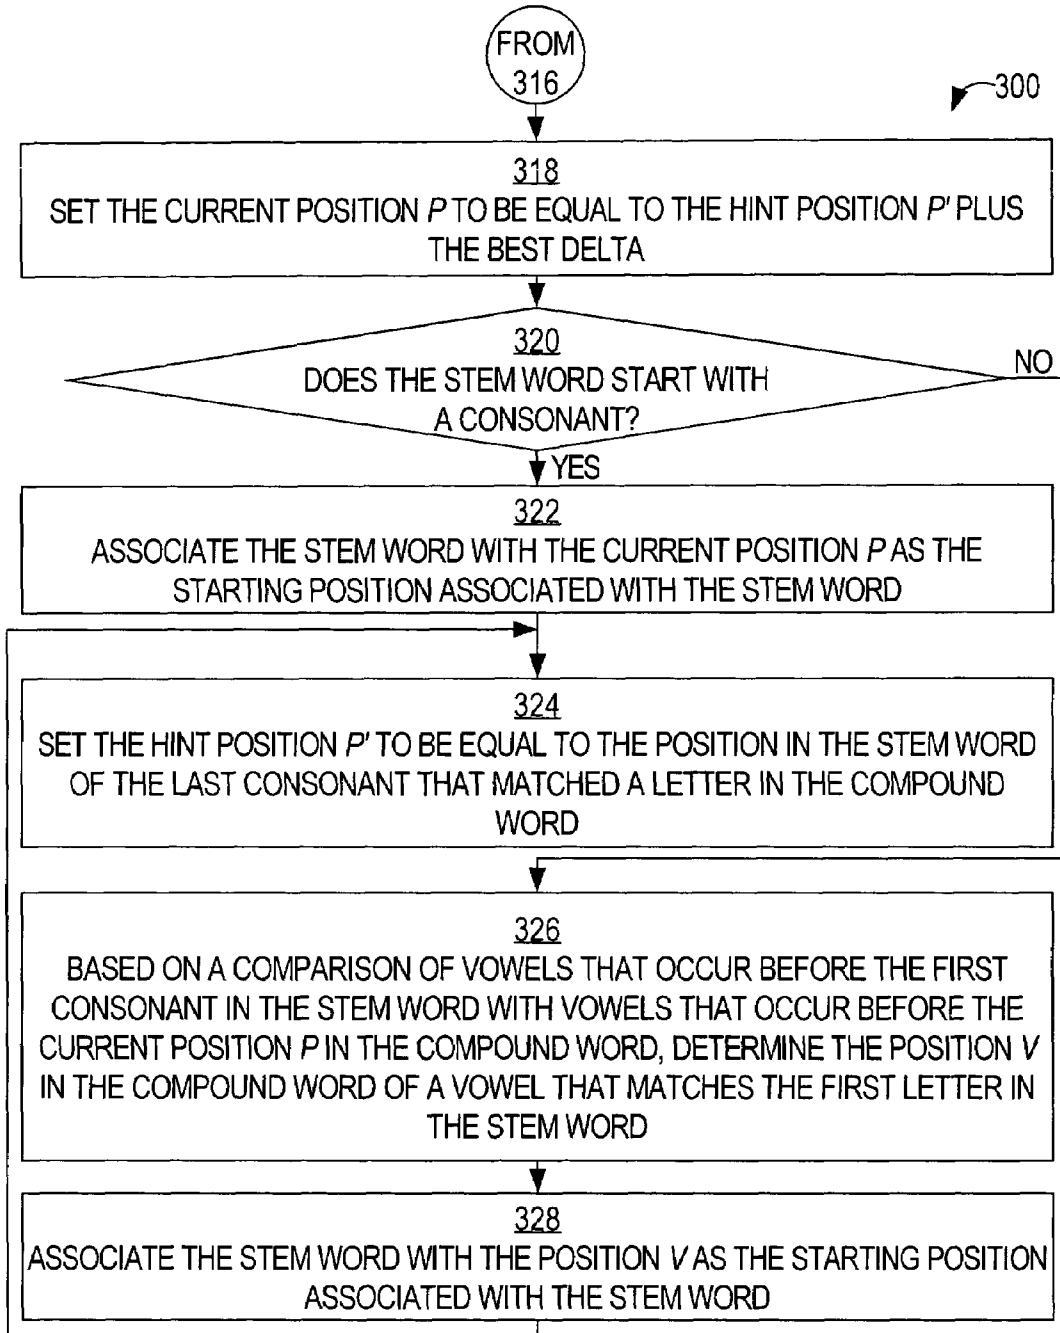 FROM
316
300
318
SET THE CURRENT POSITION P TO BE EQUAL TO THE HINT POSITION P' PLUS
THE BEST DELTA
320
DOES THE STEM WORD START WITH
A CONSONANT?
NO
YES
322
ASSOCIATE THE STEM WORD WITH THE CURRENT POSITION P AS THE
STARTING POSITION ASSOCIATED WITH THE STEM WORD
324
SET THE HINT POSITION P' TO BE EQUAL TO THE POSITION IN THE STEM WORD
OF THE LAST CONSONANT THAT MATCHED A LETTER IN THE COMPOUND
WORD
326
BASED ON A COMPARISON OF VOWELS THAT OCCUR BEFORE THE FIRST
CONSONANT IN THE STEM WORD WITH VOWELS THAT OCCUR BEFORE THE
CURRENT POSITION P IN THE COMPOUND WORD, DETERMINE THE POSITION V
IN THE COMPOUND WORD OF A VOWEL THAT MATCHES THE FIRST LETTER IN
THE STEM WORD
328
ASSOCIATE THE STEM WORD WITH THE POSITION V AS THE STARTING POSITION
ASSOCIATED WITH THE STEM WORD